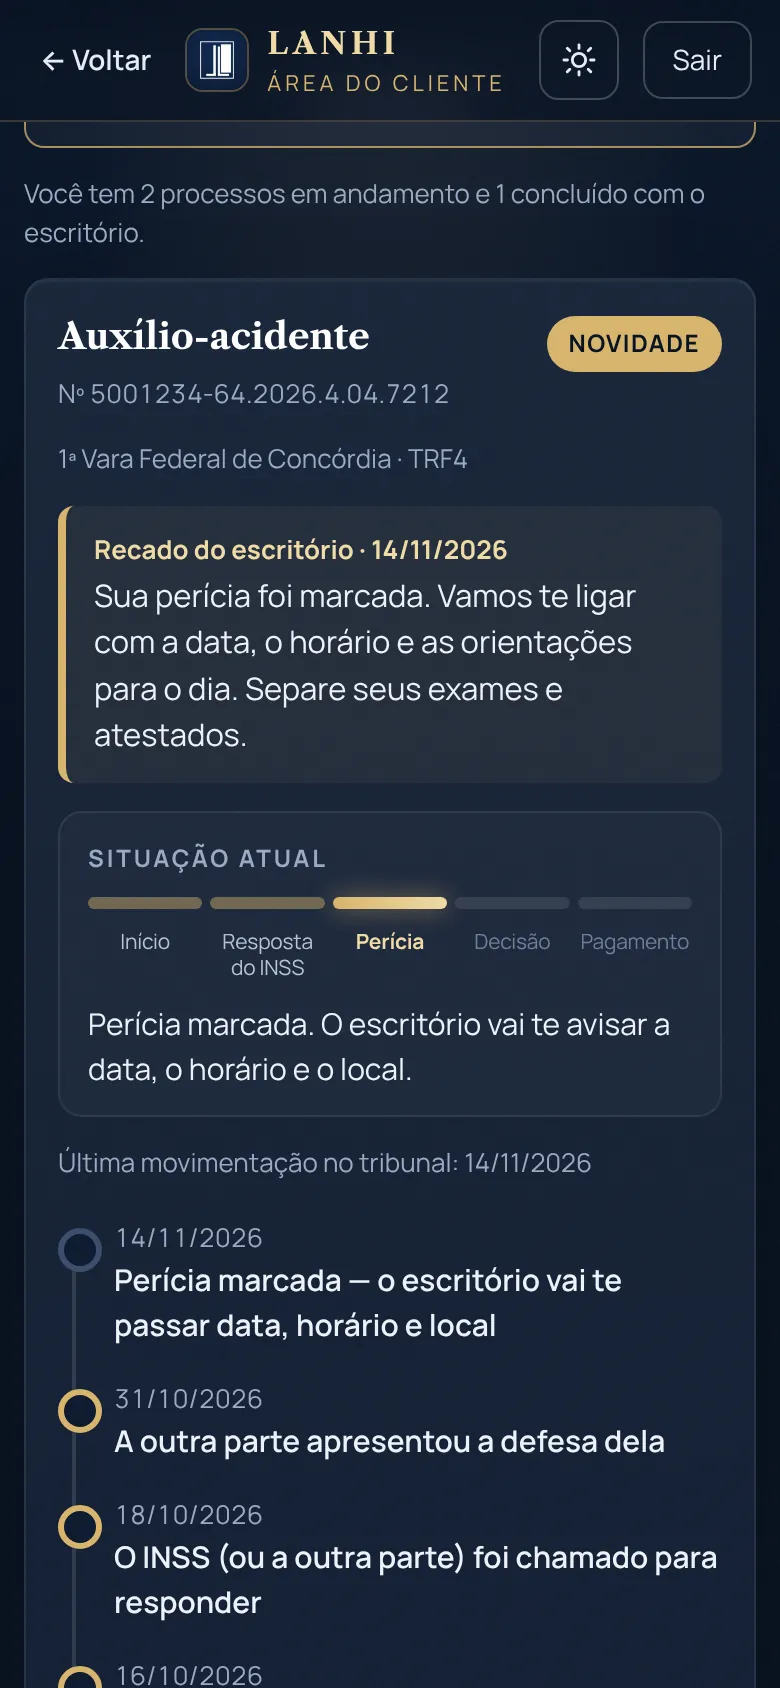 ← Voltar
LANHI
ÁREA DO CLIENTE
Sair
Você tem 2 processos em andamento e 1 concluído com o
escritório.
Auxílio-acidente
NOVIDADE
Nº 5001234-64.2026.4.04.7212
1ª Vara Federal de Concórdia · TRF4
Recado do escritório · 14/11/2026
Sua perícia foi marcada. Vamos te ligar
com a data, o horário e as orientações
para o dia. Separe seus exames e
atestados.
SITUAÇÃO ATUAL
Início
Resposta
do INSS
Perícia
Decisão
Pagamento
Perícia marcada. O escritório vai te avisar a
data, o horário e o local.
Última movimentação no tribunal: 14/11/2026
14/11/2026
Perícia marcada — o escritório vai te
passar data, horário e local
31/10/2026
A outra parte apresentou a defesa dela
18/10/2026
O INSS (ou a outra parte) foi chamado para
responder
16/10/2026